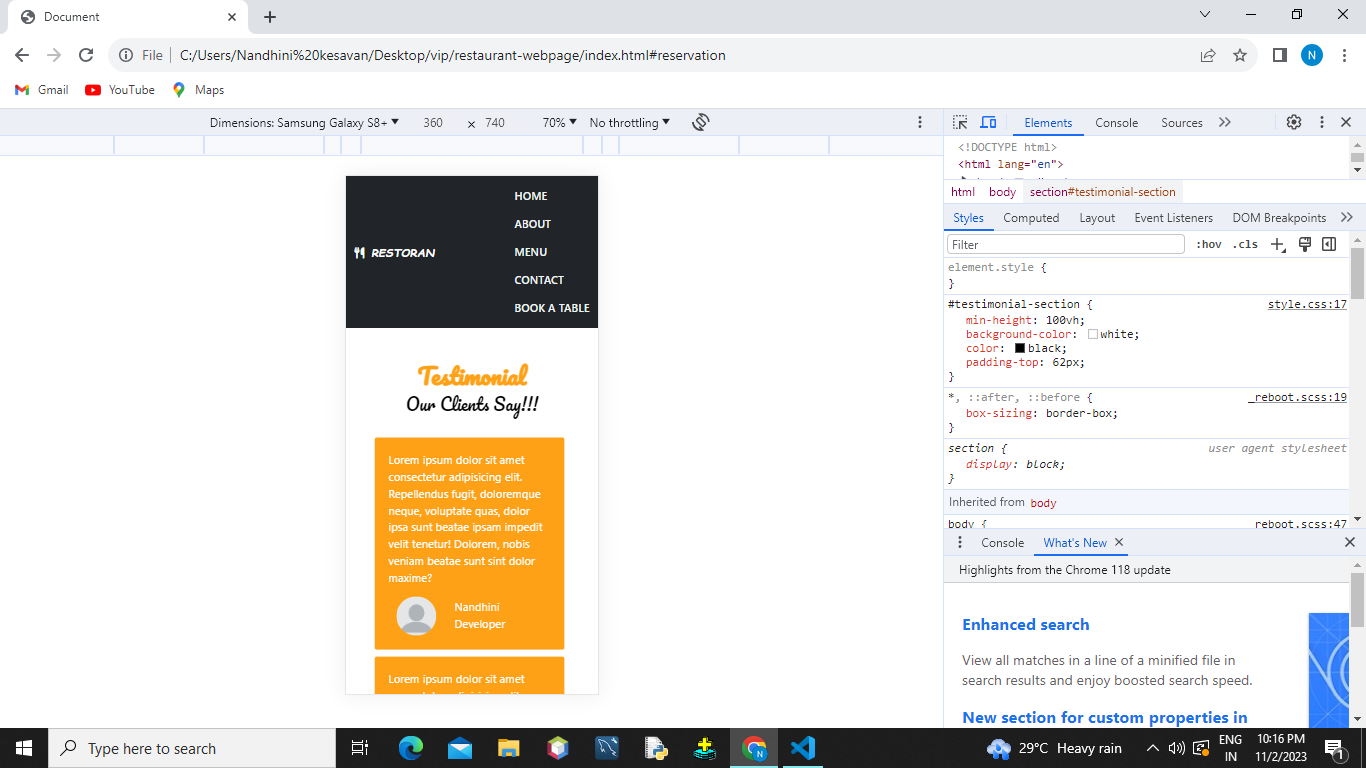 Document
File
C:/Users/Nandhini%20kesavan/Desktop/vip/restaurant-webpage/index.html#reservation
N
Gmail
YouTube
Maps
Dimensions: Samsung Galaxy S8+ 360 × 740 70% No throttling
Elements Console Sources
<!DOCTYPE html>
<html lang="en">
html body section#testimonial-section
Styles Computed Layout Event Listeners DOM Breakpoints
Filter :hov .cls
element.style {
}
#testimonial-section { style.css:17
min-height: 100vh;
background-color: white;
color: black;
padding-top: 62px;
}
*, ::after, ::before { _reboot.scss:19
box-sizing: border-box;
}
section { user agent stylesheet
display: block;
}
Inherited from body
body { reboot.scss:47
Console What's New
Highlights from the Chrome 118 update
Enhanced search
View all matches in a line of a minified file in
search results and enjoy boosted search speed.
New section for custom properties in
RESTORAN
HOME
ABOUT
MENU
CONTACT
BOOK A TABLE
Testimonial
Our Clients Say!!!
Lorem ipsum dolor sit amet
consectetur adipisicing elit.
Repellendus fugit, doloremque
neque, voluptate quas, dolor
ipsa sunt beatae ipsam impedit
velit tenetur! Dolorem, nobis
veniam beatae sunt sint dolor
maxime?
Nandhini
Developer
Lorem ipsum dolor sit amet
Type here to search
N
29°C Heavy rain
ENG
IN
10:16 PM
11/2/2023
1